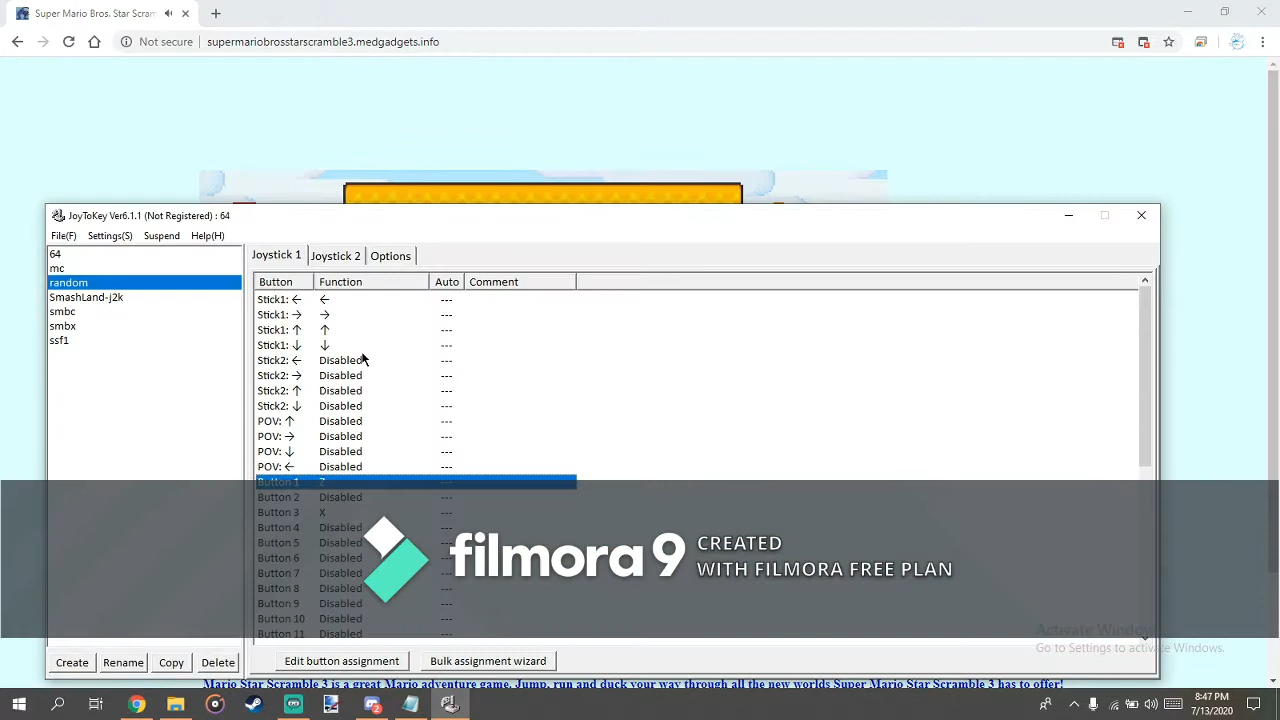 Super Mario Bros. Star Scram
Not secure supermariobrosstarscramble3.medgadgets.info
JoyToKey Ver6.1.1 (Not Registered) : 64
File(F) Settings(S) Suspend Help(H)
64
mc
random
SmashLand-j2k
smbc
smbx
ssf1
Joystick 1 Joystick 2 Options
Button Function Auto Comment
Stick1: ← ← ---
Stick1: → → ---
Stick1: ↑ ↑ ---
Stick1: ↓ ↓ ---
Stick2: ← Disabled ---
Stick2: → Disabled ---
Stick2: ↑ Disabled ---
Stick2: ↓ Disabled ---
POV: ↑ Disabled ---
POV: → Disabled ---
POV: ↓ Disabled ---
POV: ← Disabled ---
Button 1 Z ---
Button 2 Disabled ---
Button 3 X ---
Button 4 Disabled ---
Button 5 Disabled ---
Button 6 Disabled ---
Button 7 Disabled ---
Button 8 Disabled ---
Button 9 Disabled ---
Button 10 Disabled ---
Button 11 Disabled ---
filmora 9 CREATED
WITH FILMORA FREE PLAN
Activate Windows
Go to Settings to activate Windows.
Create Rename Copy Delete Edit button assignment Bulk assignment wizard
Mario Star Scramble 3 is a great Mario adventure game. Jump, run and duck your way through all the new worlds Super Mario Star Scramble 3 has to offer!
8:47 PM
7/13/2020